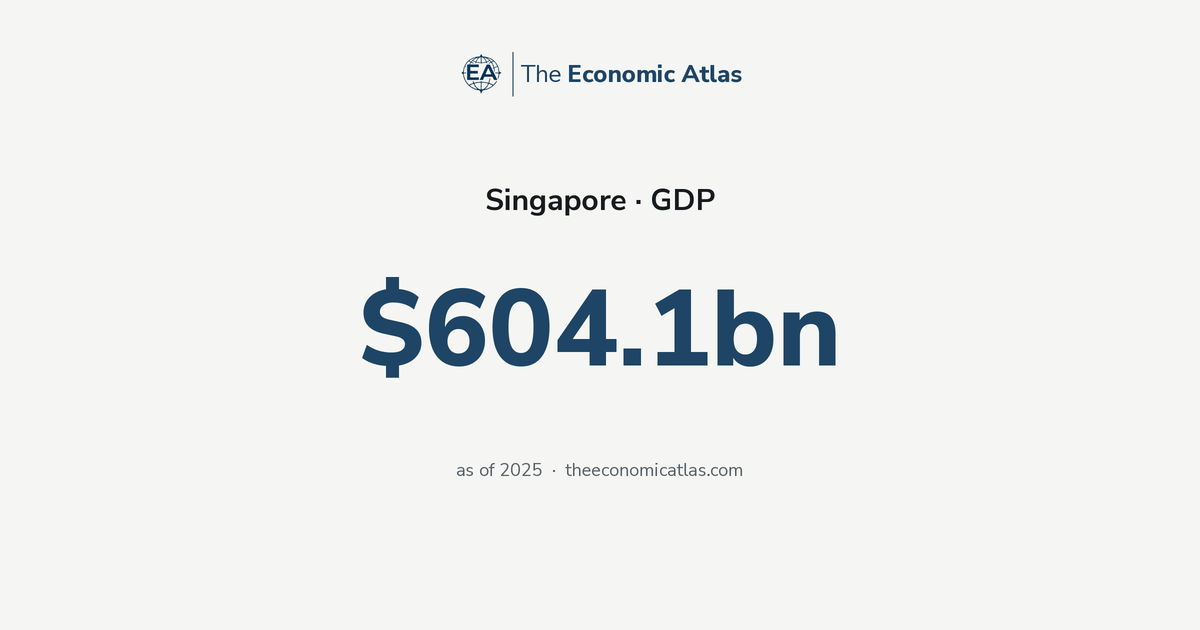 EA The Economic Atlas
Singapore · GDP
$604.1bn
as of 2025 · theeconomicatlas.com